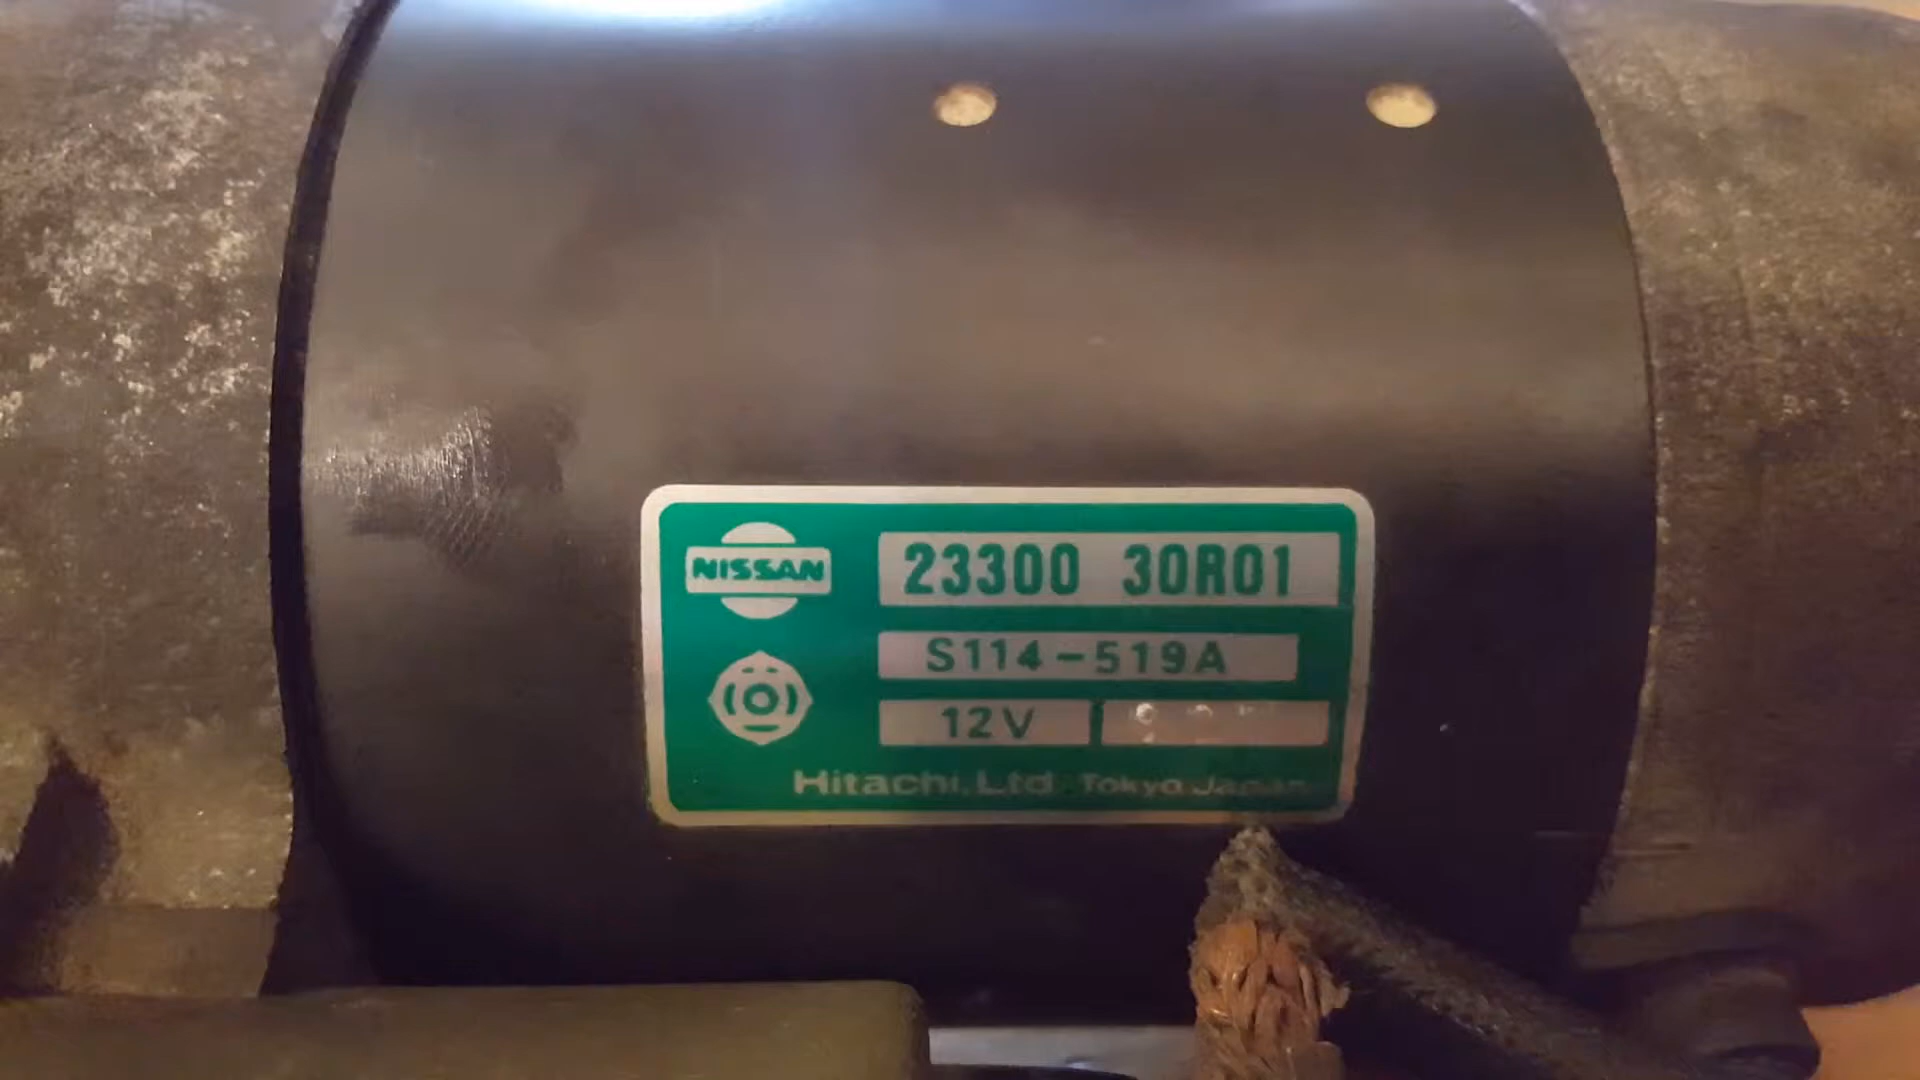 NISSAN
23300 30R01
S114-519A
12V
Hitachi, Ltd Tokyo Japan